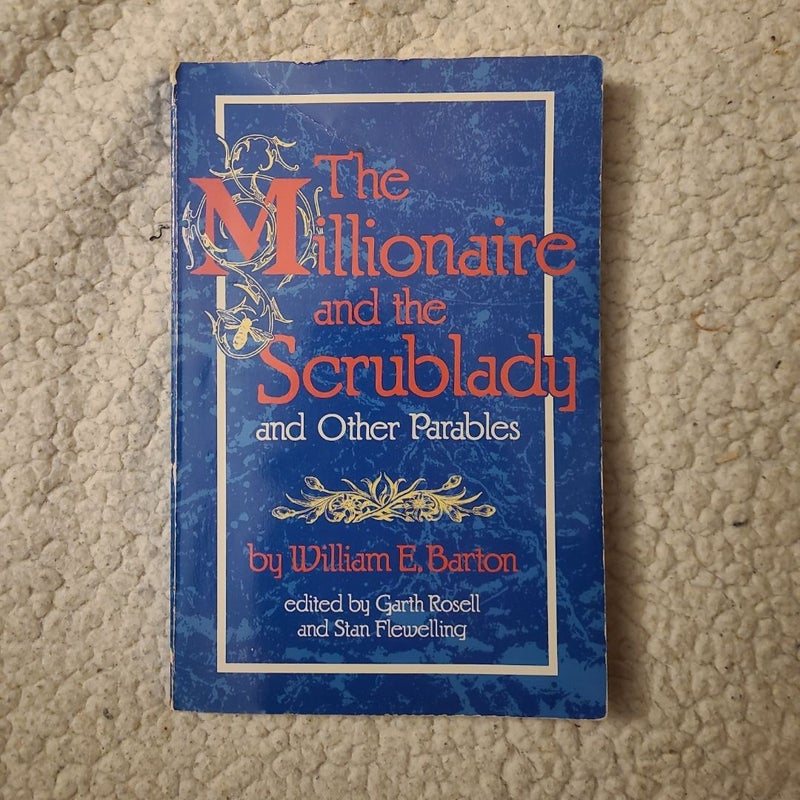 The
Millionaire
and the
Scrublady
and Other Parables
by William E. Barton
edited by Garth Rosell
and Stan Flewelling